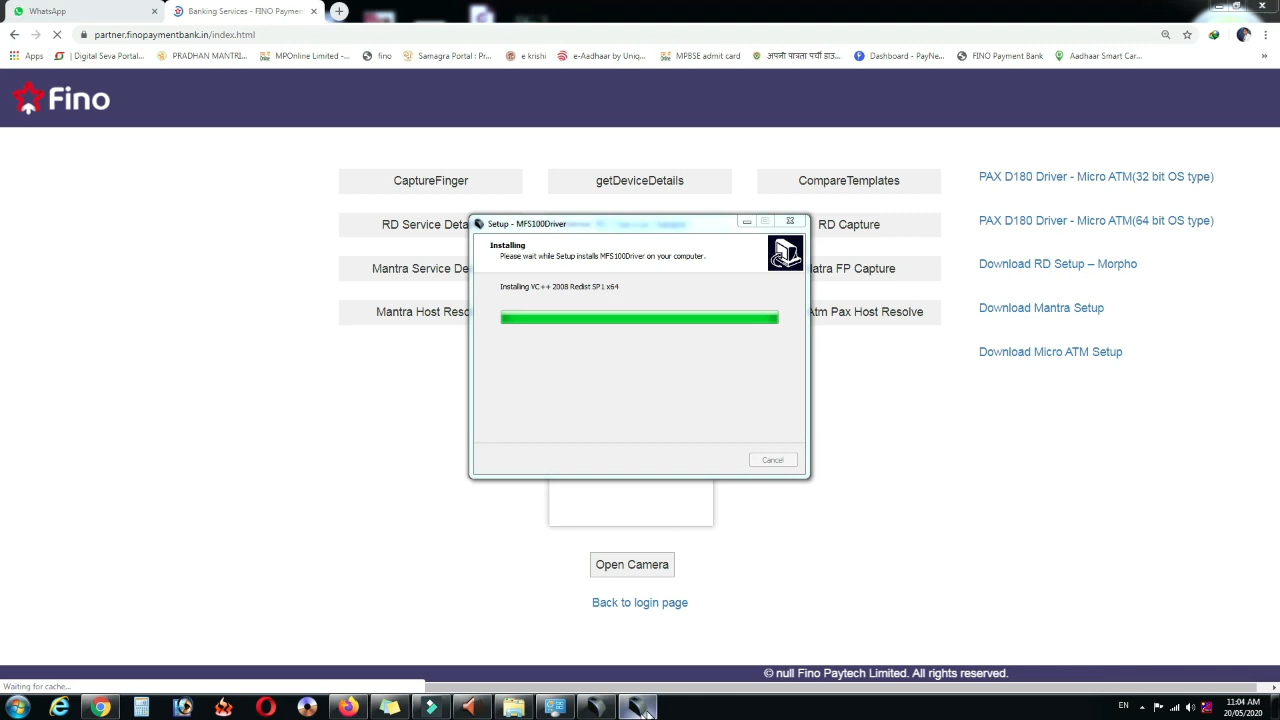 WhatsApp
Banking Services - FINO Paymen
partner.finopaymentbank.in/index.html
Apps
| Digital Seva Portal...
PRADHAN MANTRI...
MPOnline Limited -...
fino
Samagra Portal : Pr...
e krishi
e-Aadhaar by Uniq...
MPBSE admit card
अपनी पात्रता पर्ची डाऊ...
Dashboard - PayNe...
FINO Payment Bank
Aadhaar Smart Car...
Fino
CaptureFinger
getDeviceDetails
CompareTemplates
PAX D180 Driver - Micro ATM(32 bit OS type)
RD Service Deta
RD Capture
PAX D180 Driver - Micro ATM(64 bit OS type)
Setup - MFS100Driver
Installing
Please wait while Setup installs MFS100Driver on your computer.
Mantra Service De
atra FP Capture
Download RD Setup – Morpho
Installing VC++ 2008 Redist SP1 x64
Mantra Host Reso
Atm Pax Host Resolve
Download Mantra Setup
Download Micro ATM Setup
Cancel
Open Camera
Back to login page
© null Fino Paytech Limited. All rights reserved.
Waiting for cache...
EN
11:04 AM
20/05/2020